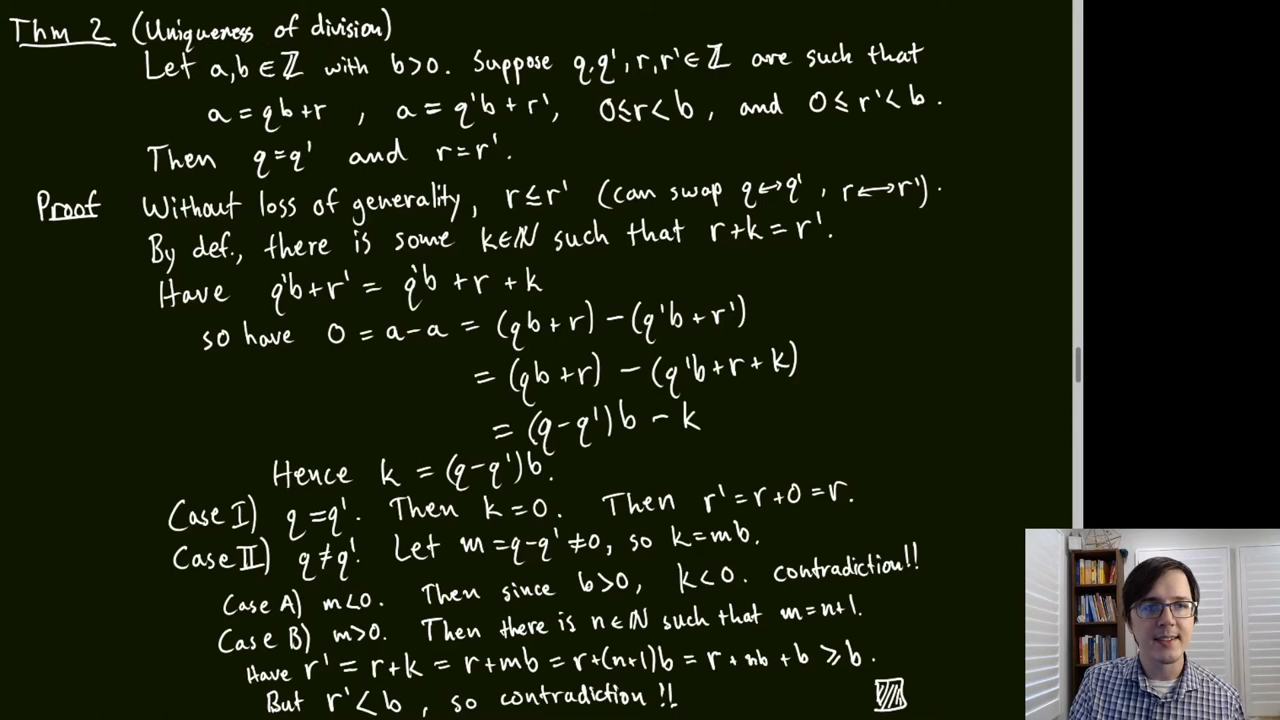 Thm 2 (Uniqueness of division)
Let a,b ∈ ℤ with b>0. Suppose q,q',r,r' ∈ ℤ are such that
a = qb+r , a = q'b+r', 0≤r<b, and 0≤r'<b.
Then q=q' and r=r'.
Proof Without loss of generality, r≤r' (can swap q↔q', r↔r').
By def., there is some k∈ℕ such that r+k=r'.
Have q'b+r' = q'b+r+k
so have 0 = a-a = (qb+r)-(q'b+r')
= (qb+r)-(q'b+r+k)
= (q-q')b-k
Hence k = (q-q')b.
Case I) q=q'. Then k=0. Then r'=r+0=r.
Case II) q≠q'. Let m=q-q'≠0, so k=mb.
Case A) m<0. Then since b>0, k<0. contradiction!!
Case B) m>0. Then there is n∈ℕ such that m=n+1.
Have r' = r+k = r+mb = r+(n+1)b = r+nb+b ≥ b.
But r'<b, so contradiction!!